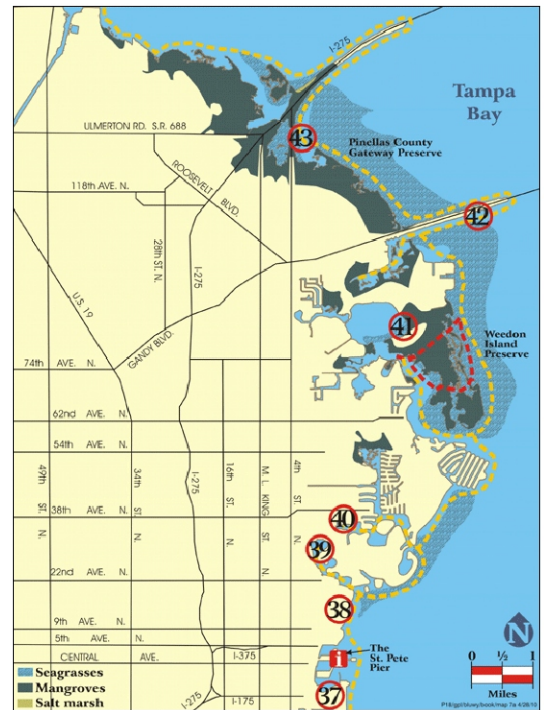 I-275
Tampa
Bay
ULMERTON RD. S.R. 688
43
Pinellas County
Gateway Preserve
ROOSEVELT
BLVD.
118th AVE. N.
42
28th ST. N.
I-275
U.S. 19
41
GANDY BLVD.
Weedon
Island
Preserve
74th AVE. N.
62nd AVE. N.
54th AVE. N.
49th ST. N.
34th ST. N.
I-275
16th ST. N.
M. L. KING ST. N.
4th ST. N.
38th AVE. N.
40
39
22nd AVE. N.
38
9th AVE. N.
5th AVE. N.
CENTRAL AVE.
I-375
i
The
St. Pete
Pier
N
Seagrasses
Mangroves
Salt marsh
I-275
I-175
37
0 ½ 1
Miles